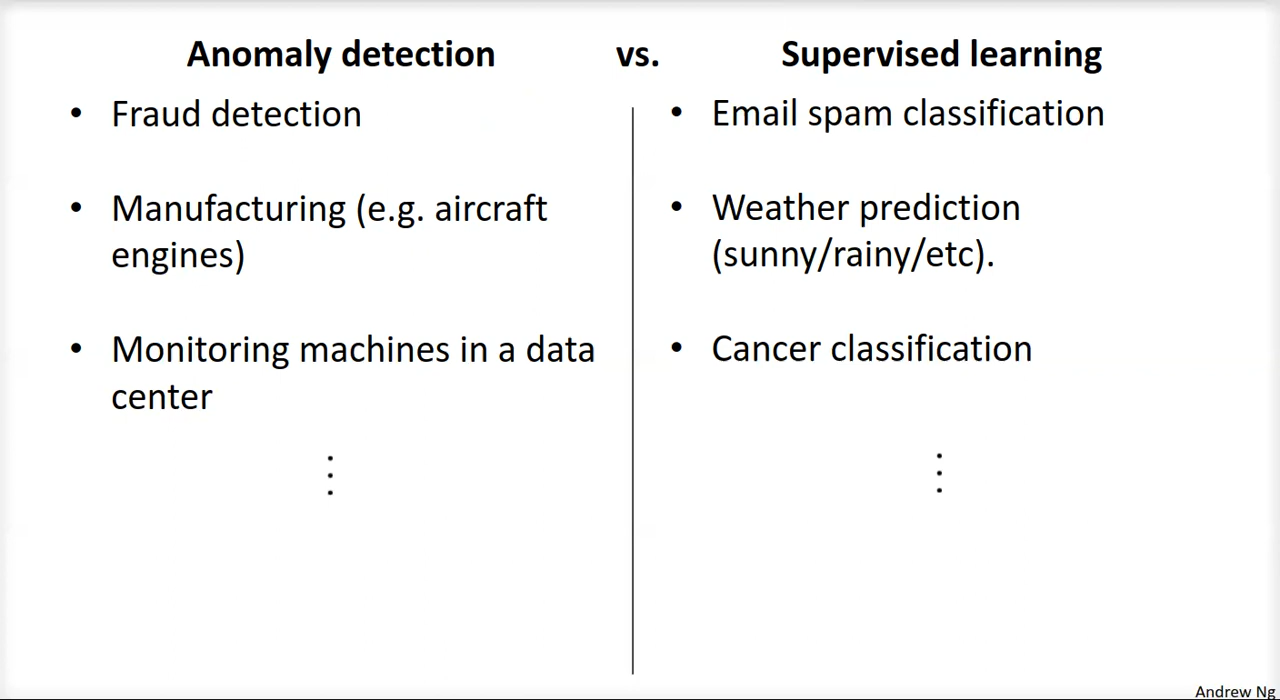 Anomaly detection vs. Supervised learning
• Fraud detection
• Manufacturing (e.g. aircraft
engines)
• Monitoring machines in a data
center
⋮
• Email spam classification
• Weather prediction
(sunny/rainy/etc).
• Cancer classification
⋮
Andrew Ng